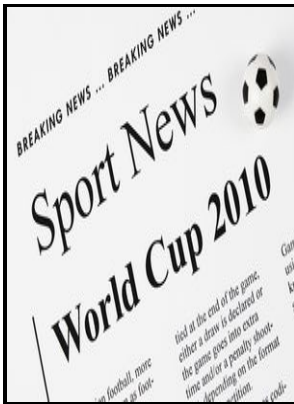 BREAKING NEWS ... BREAKING NEWS ...
Sport News
World Cup 2010
football, more
as foot-
tied at the end of the game,
either a draw is declared or
the game goes into extra
time and/or a penalty shoot-
depending on the format